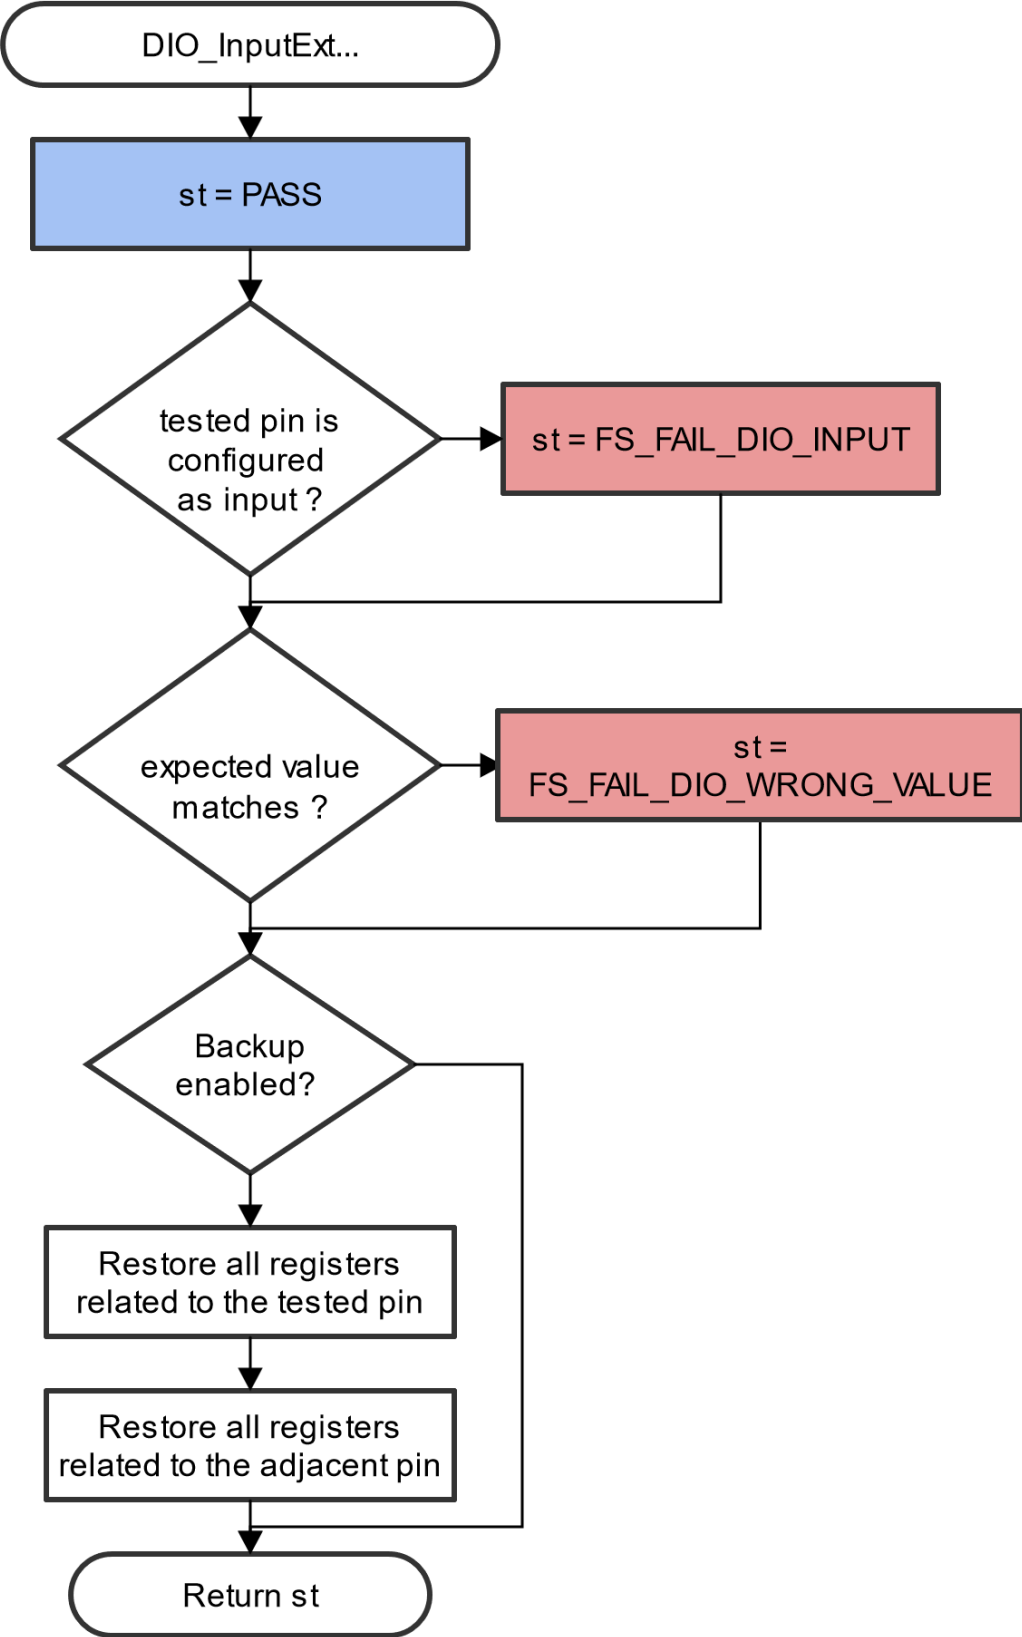 DIO_InputExt...
st = PASS
tested pin is
configured
as input ?
st = FS_FAIL_DIO_INPUT
expected value
matches ?
st =
FS_FAIL_DIO_WRONG_VALUE
Backup
enabled?
Restore all registers
related to the tested pin
Restore all registers
related to the adjacent pin
Return st